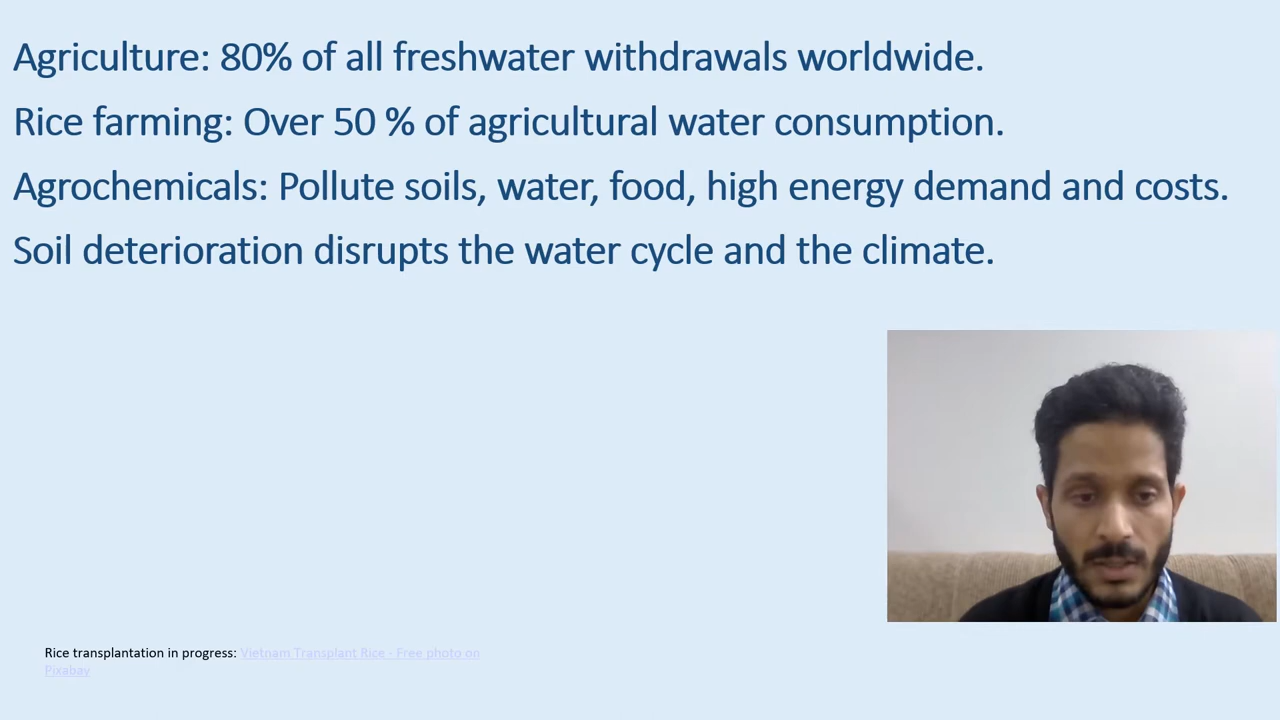 Agriculture: 80% of all freshwater withdrawals worldwide.
Rice farming: Over 50 % of agricultural water consumption.
Agrochemicals: Pollute soils, water, food, high energy demand and costs.
Soil deterioration disrupts the water cycle and the climate.
Rice transplantation in progress: Vietnam Transplant Rice - Free photo on
Pixabay